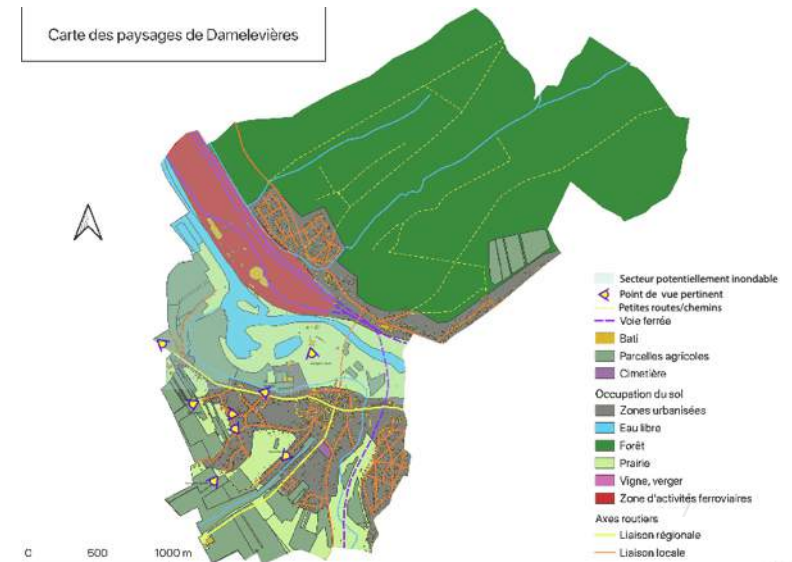 Carte des paysages de Damelevières
Secteur potentiellement inondable
Point de vue pertinent
Petites routes/chemins
Voie ferrée
Bati
Parcelles agricoles
Cimetière
Occupation du sol
Zones urbanisées
Eau libre
Forêt
Prairie
Vigne, verger
Zone d'activités ferroviaires
Axes routiers
Liaison régionale
Liaison locale
0 500 1000 m